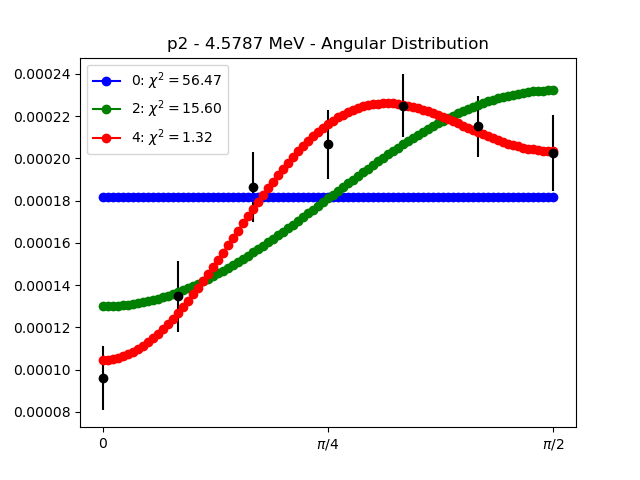 p2 - 4.5787 MeV - Angular Distribution
0: χ² = 56.47
2: χ² = 15.60
4: χ² = 1.32
0.00024
0.00022
0.00020
0.00018
0.00016
0.00014
0.00012
0.00010
0.00008
0
π/4
π/2